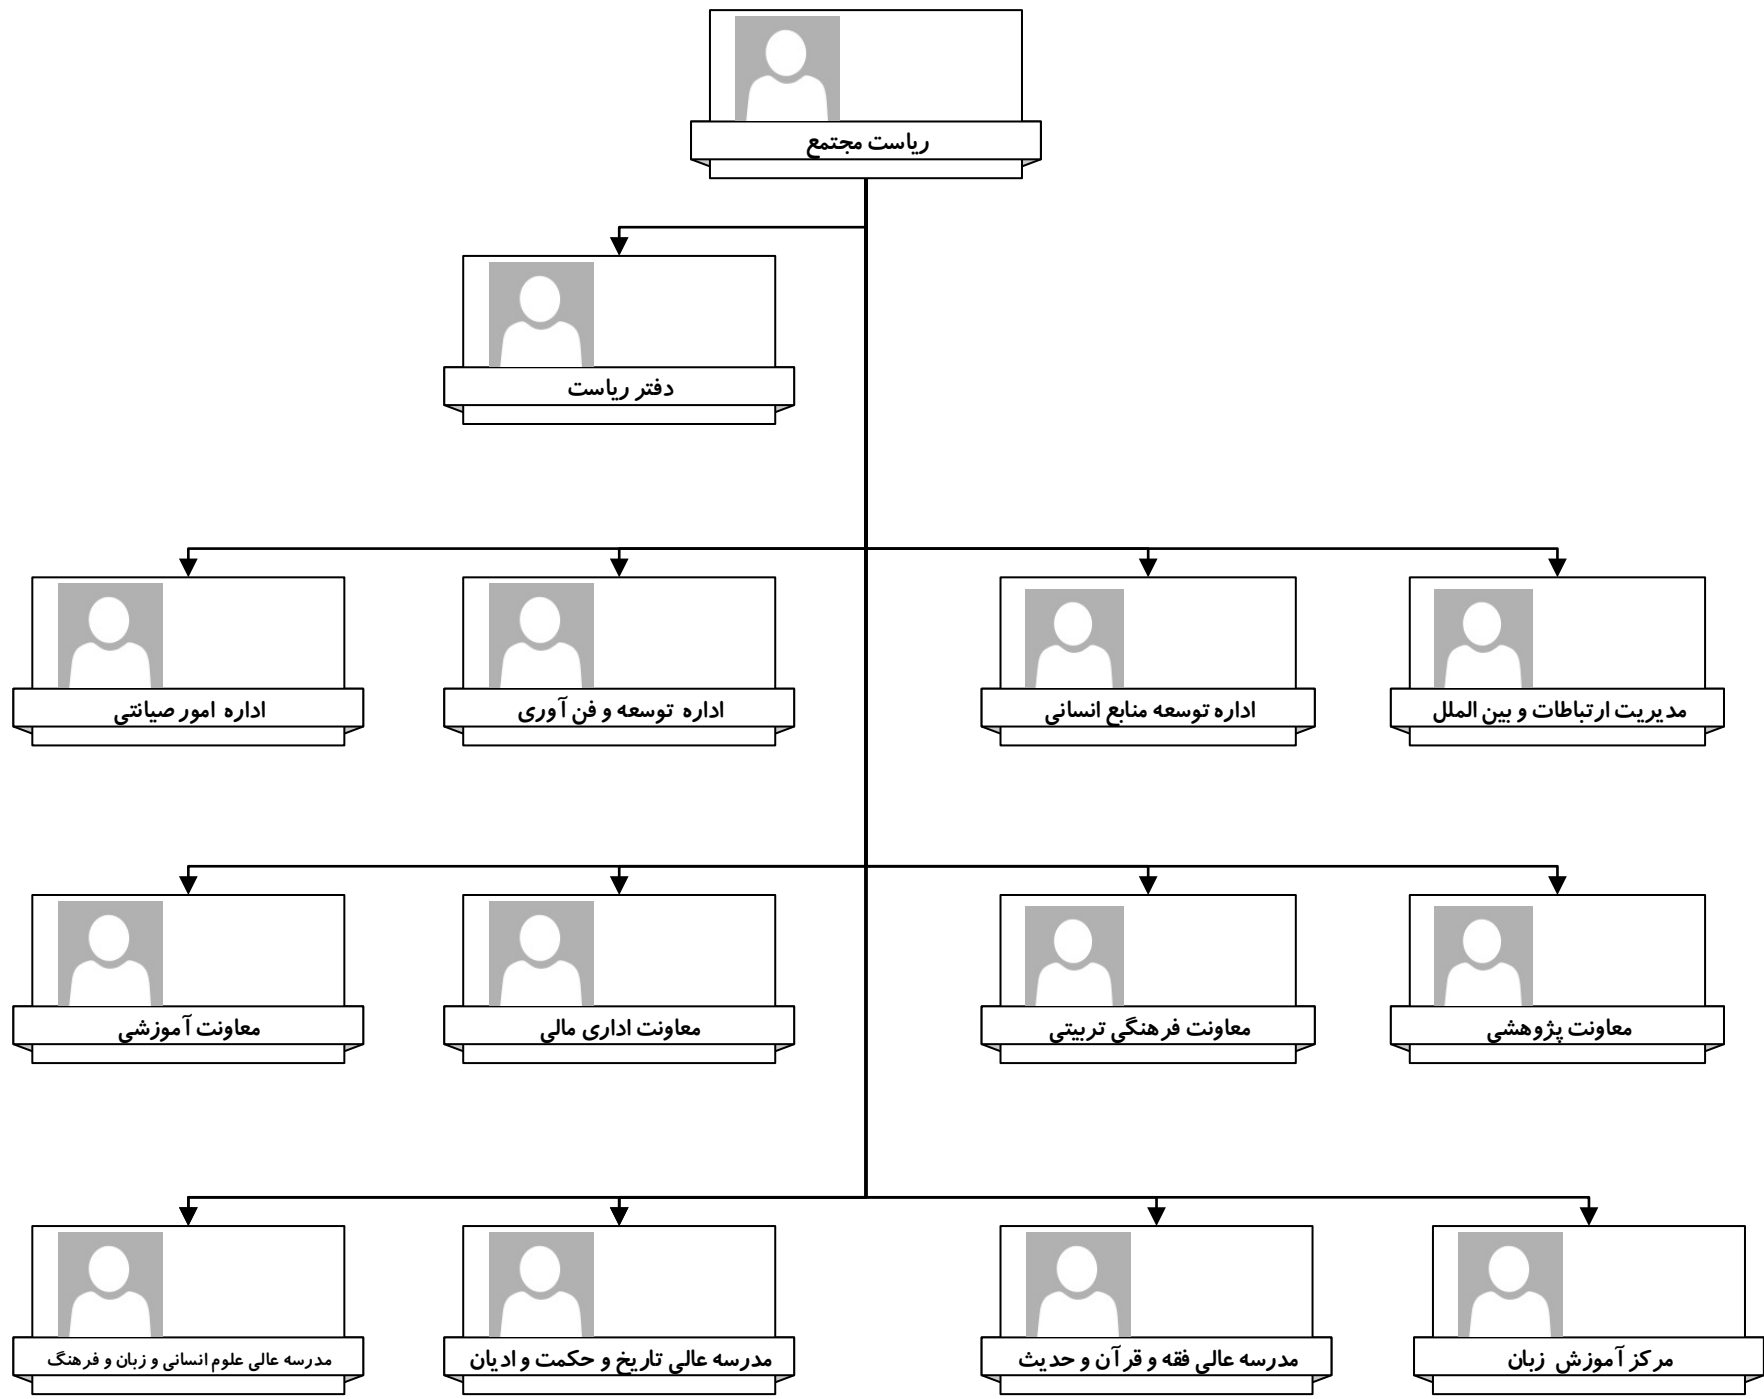 ریاست مجتمع
دفتر ریاست
مدیریت ارتباطات و بین الملل
اداره توسعه منابع انسانی
اداره توسعه و فن آوری
اداره امور صیانتی
معاونت پژوهشی
معاونت فرهنگی تربیتی
معاونت اداری مالی
معاونت آموزشی
مرکز آموزش زبان
مدرسه عالی فقه و قرآن و حدیث
مدرسه عالی تاریخ و حکمت و ادیان
مدرسه عالی علوم انسانی و زبان و فرهنگ